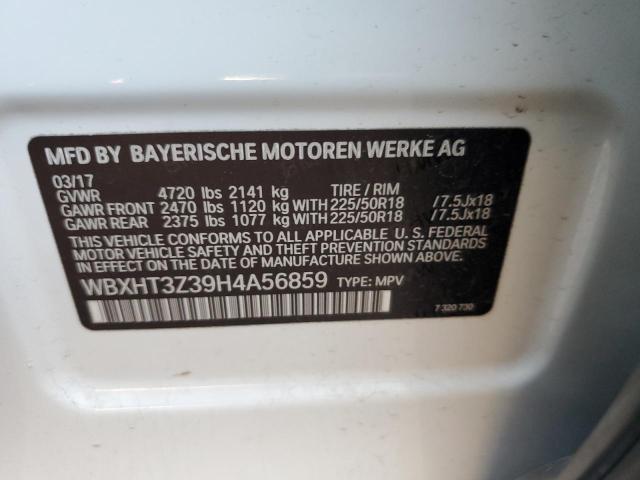 MFD BY BAYERISCHE MOTOREN WERKE AG
03/17
GVWR 4720 lbs 2141 kg TIRE / RIM
GAWR FRONT 2470 lbs 1120 kg WITH 225/50R18 / 7.5Jx18
GAWR REAR 2375 lbs 1077 kg WITH 225/50R18 / 7.5Jx18
THIS VEHICLE CONFORMS TO ALL APPLICABLE U. S. FEDERAL
MOTOR VEHICLE SAFETY BUMPER, AND THEFT PREVENTION STANDARDS
IN EFFECT ON THE DATE OF MANUFACTURE SHOWN ABOVE.
WBXHT3Z39H4A56859 TYPE: MPV
7 320 730